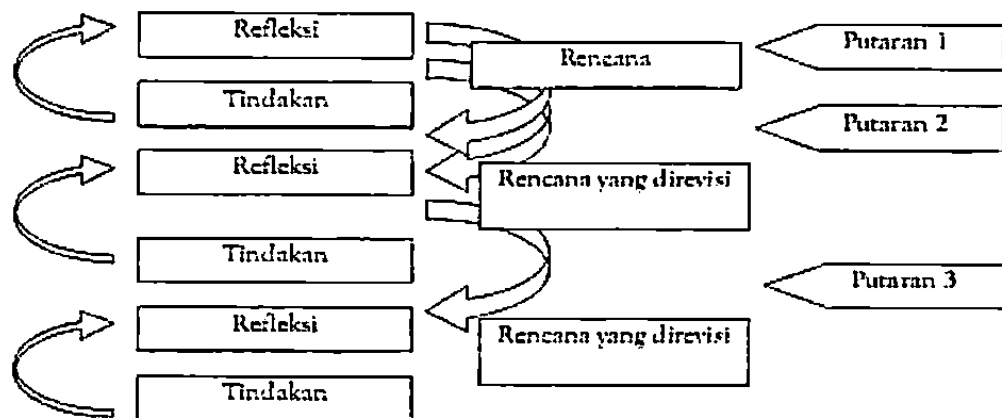 Refleksi
Rencana
Putaran 1
Tindakan
Putaran 2
Refleksi
Rencana yang direvisi
Tindakan
Putaran 3
Refleksi
Rencana yang direvisi
Tindakan